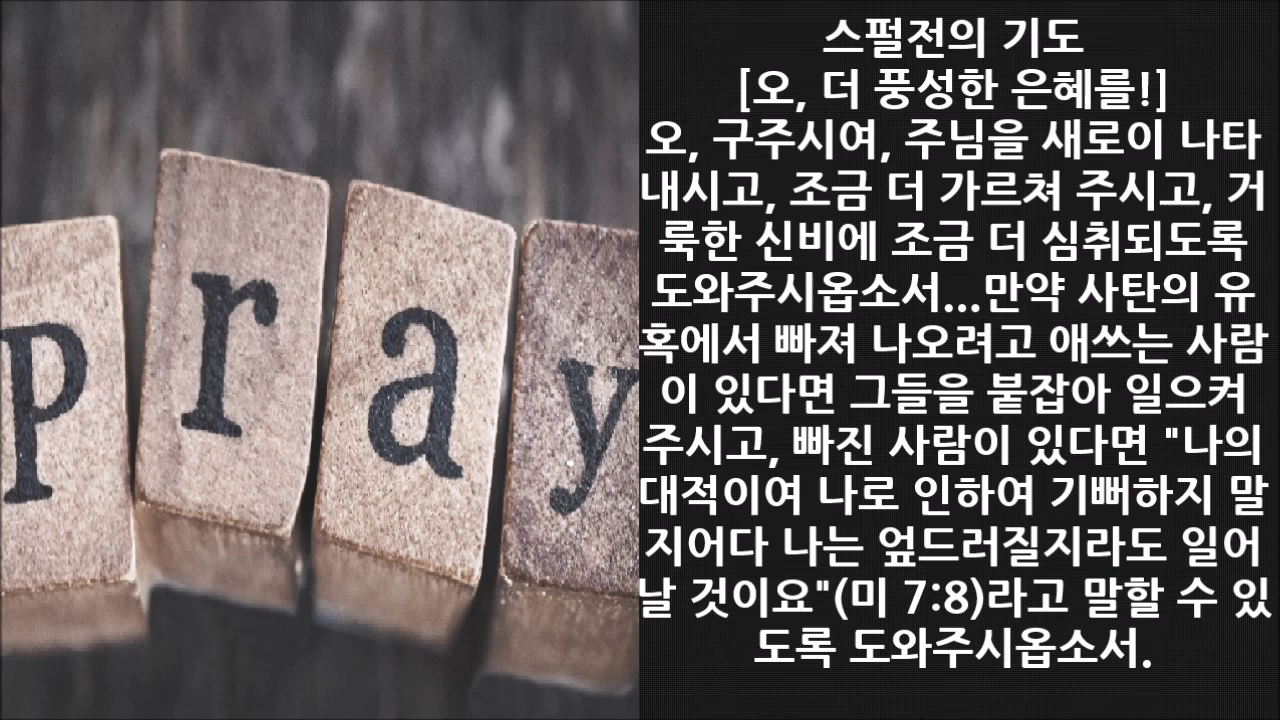 pray
스펄전의 기도
[오, 더 풍성한 은혜를!]
오, 구주시여, 주님을 새로이 나타
내시고, 조금 더 가르쳐 주시고, 거
룩한 신비에 조금 더 심취되도록
도와주시옵소서...만약 사탄의 유
혹에서 빠져 나오려고 애쓰는 사람
이 있다면 그들을 붙잡아 일으켜
주시고, 빠진 사람이 있다면 "나의
대적이여 나로 인하여 기뻐하지 말
지어다 나는 엎드러질지라도 일어
날 것이요"(미 7:8)라고 말할 수 있
도록 도와주시옵소서.